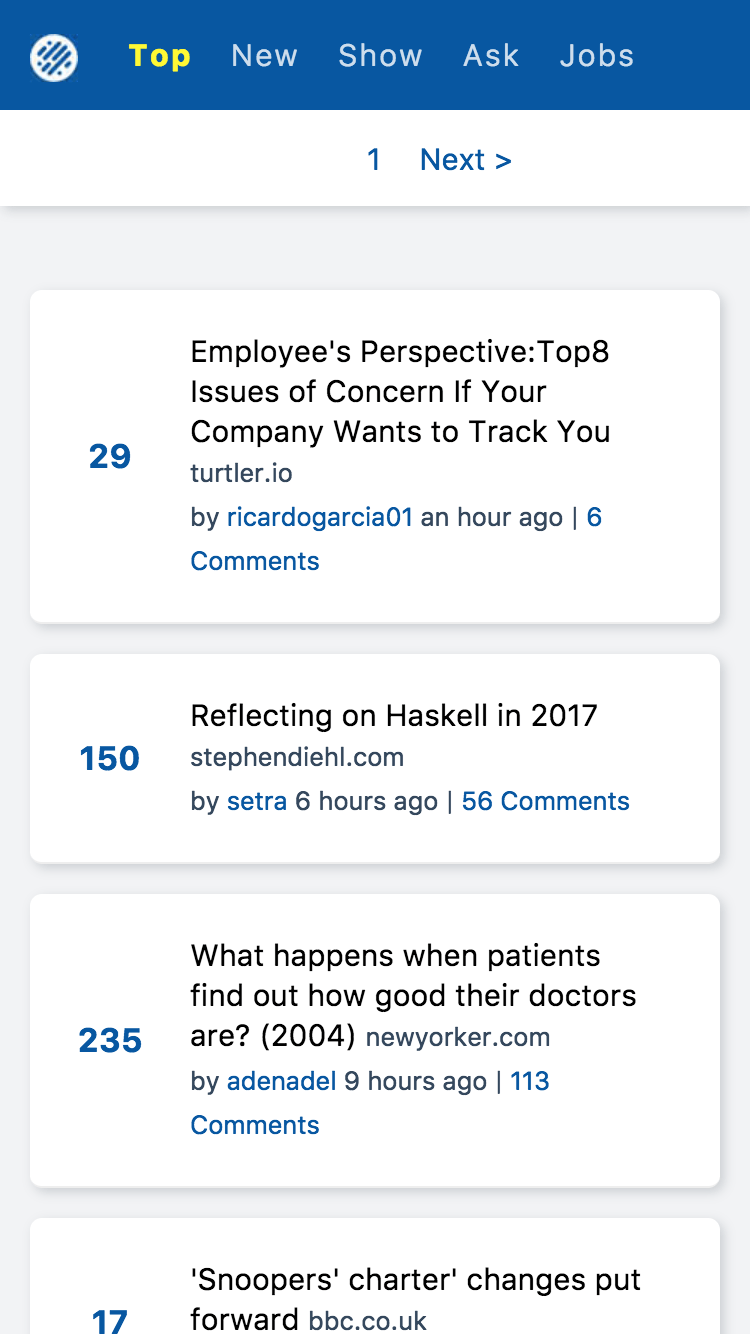 Top New Show Ask Jobs
1 Next >
Employee's Perspective:Top8
Issues of Concern If Your
Company Wants to Track You
turtler.io
29
by ricardogarcia01 an hour ago | 6
Comments
Reflecting on Haskell in 2017
150
stephendiehl.com
by setra 6 hours ago | 56 Comments
What happens when patients
find out how good their doctors
235
are? (2004) newyorker.com
by adenadel 9 hours ago | 113
Comments
'Snoopers' charter' changes put
17
forward bbc.co.uk